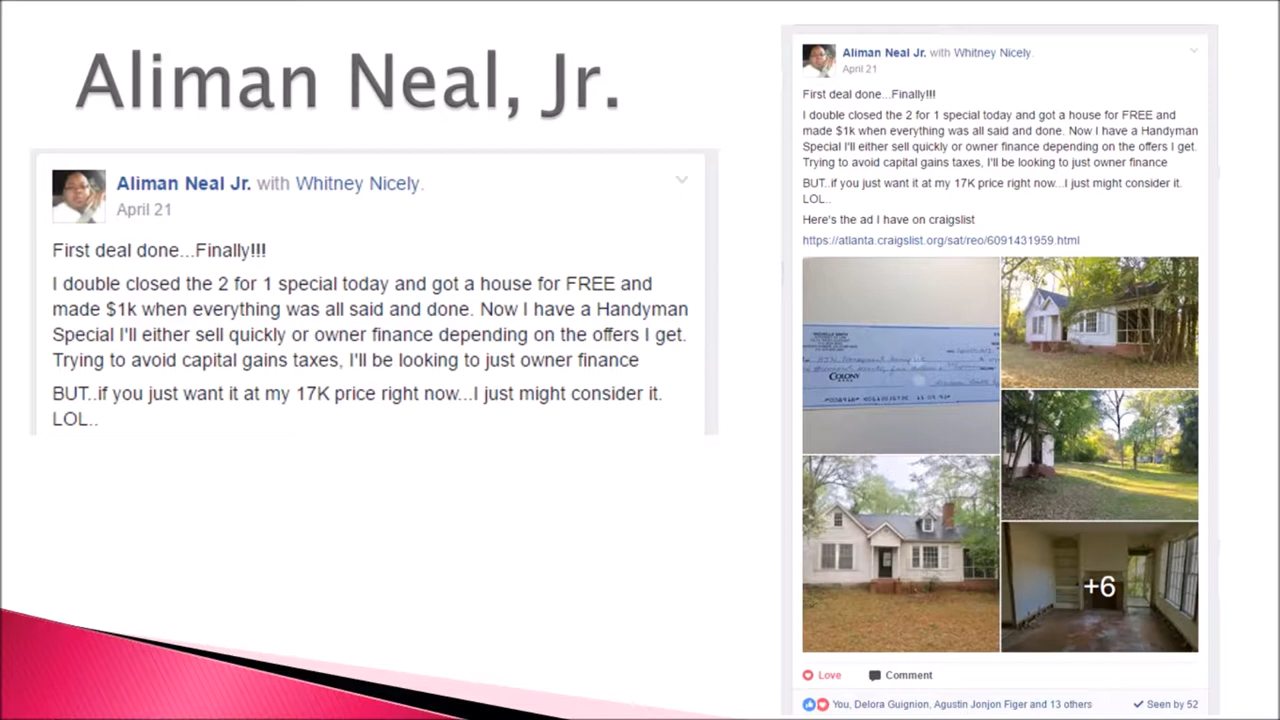 Aliman Neal, Jr.
Aliman Neal Jr. with Whitney Nicely.
April 21
First deal done...Finally!!!
I double closed the 2 for 1 special today and got a house for FREE and
made $1k when everything was all said and done. Now I have a Handyman
Special I'll either sell quickly or owner finance depending on the offers I get.
Trying to avoid capital gains taxes, I'll be looking to just owner finance
BUT..if you just want it at my 17K price right now...I just might consider it.
LOL..
Aliman Neal Jr. with Whitney Nicely.
April 21
First deal done...Finally!!!
I double closed the 2 for 1 special today and got a house for FREE and
made $1k when everything was all said and done. Now I have a Handyman
Special I'll either sell quickly or owner finance depending on the offers I get.
Trying to avoid capital gains taxes, I'll be looking to just owner finance
BUT..if you just want it at my 17K price right now...I just might consider it.
LOL..
Here's the ad I have on craigslist
https://atlanta.craigslist.org/sat/reo/6091431959.html
COLONY
+6
Love Comment
You, Delora Guignion, Agustin Jonjon Figer and 13 others Seen by 52